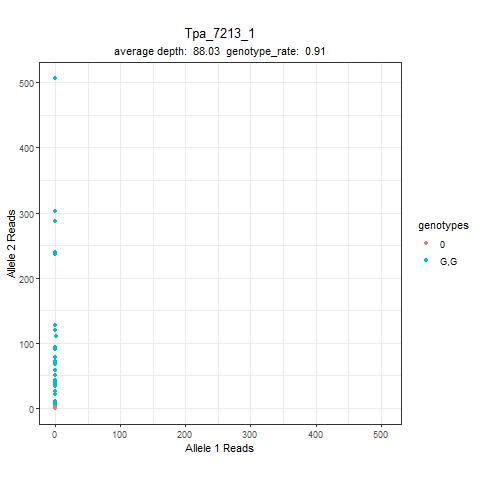 Tpa_7213_1
average depth: 88.03 genotype_rate: 0.91
500
400
300
200
100
0
Allele 2 Reads
0 100 200 300 400 500
Allele 1 Reads
genotypes
0
G,G